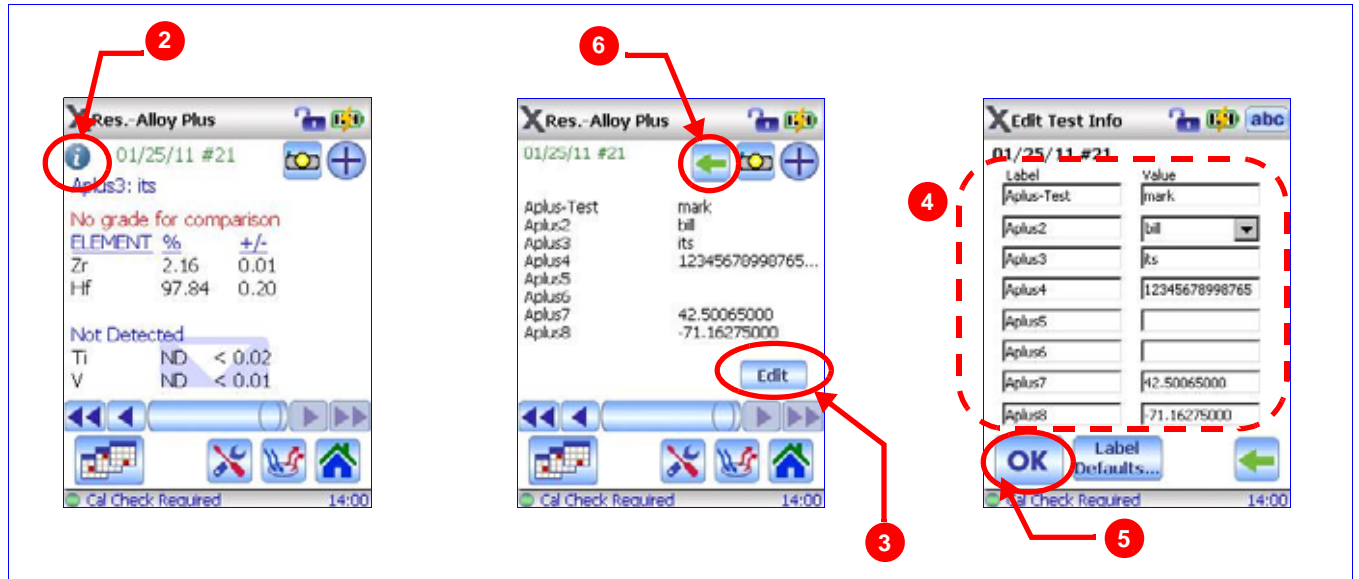 2
6
Res.-Alloy Plus
01/25/11 #21
Aplus3: its
No grade for comparison
ELEMENT % +/-
Zr 2.16 0.01
Hf 97.84 0.20
Not Detected
Ti ND < 0.02
V ND < 0.01
Cal Check Required 14:00
Res.-Alloy Plus
01/25/11 #21
Aplus-Test mark
Aplus2 bill
Aplus3 its
Aplus4 12345678998765...
Aplus5
Aplus6
Aplus7 42.50065000
Aplus8 -71.16275000
Edit
Cal Check Required 14:00
3
Edit Test Info abc
01/25/11 #21
Label Value
4
Aplus-Test mark
Aplus2 bill
Aplus3 its
Aplus4 12345678998765
Aplus5
Aplus6
Aplus7 42.50065000
Aplus8 -71.16275000
OK
Label
Defaults...
Cal Check Required 14:00
5